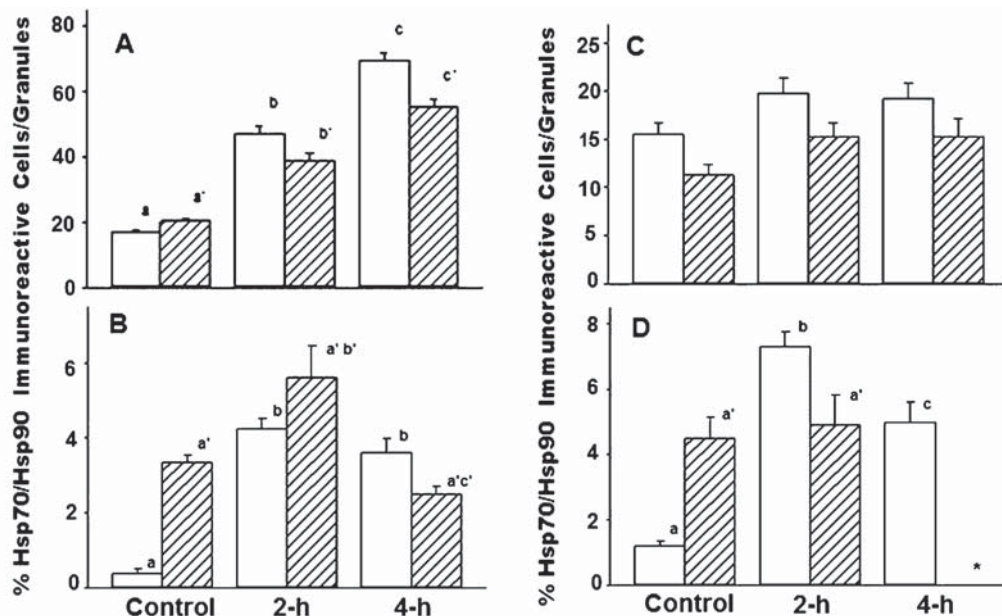 % Hsp70/Hsp90 Immunoreactive Cells/Granules
A
80
60
40
20
0
a
a'
b
b'
c
c'
B
6
4
2
0
a
a'
b
a' b'
b
a'c'
Control
2-h
4-h
% Hsp70/Hsp90 Immunoreactive Cells/Granules
C
25
20
15
10
5
0
D
8
6
4
2
0
a
a'
b
a'
c
*
Control
2-h
4-h